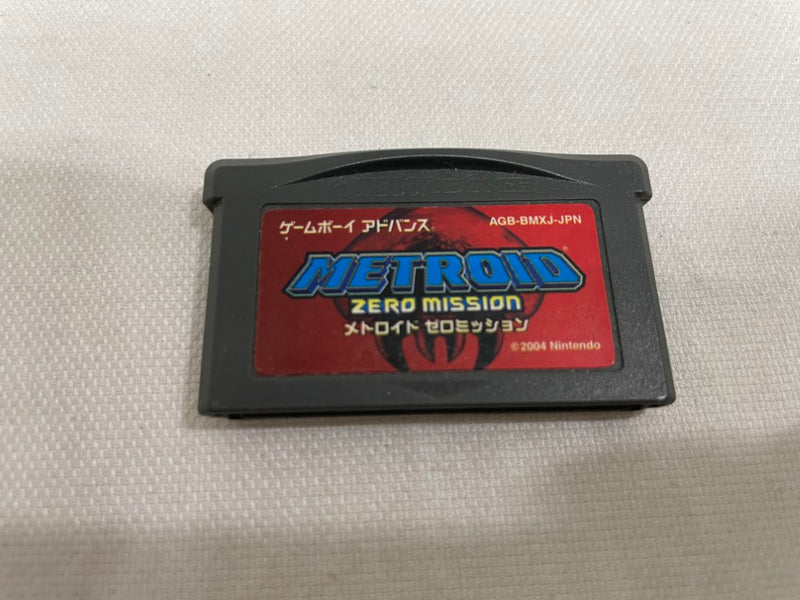 ゲームボーイ アドバンス
AGB-BMXJ-JPN
METROID
ZERO MISSION
メトロイド ゼロミッション
©2004 Nintendo